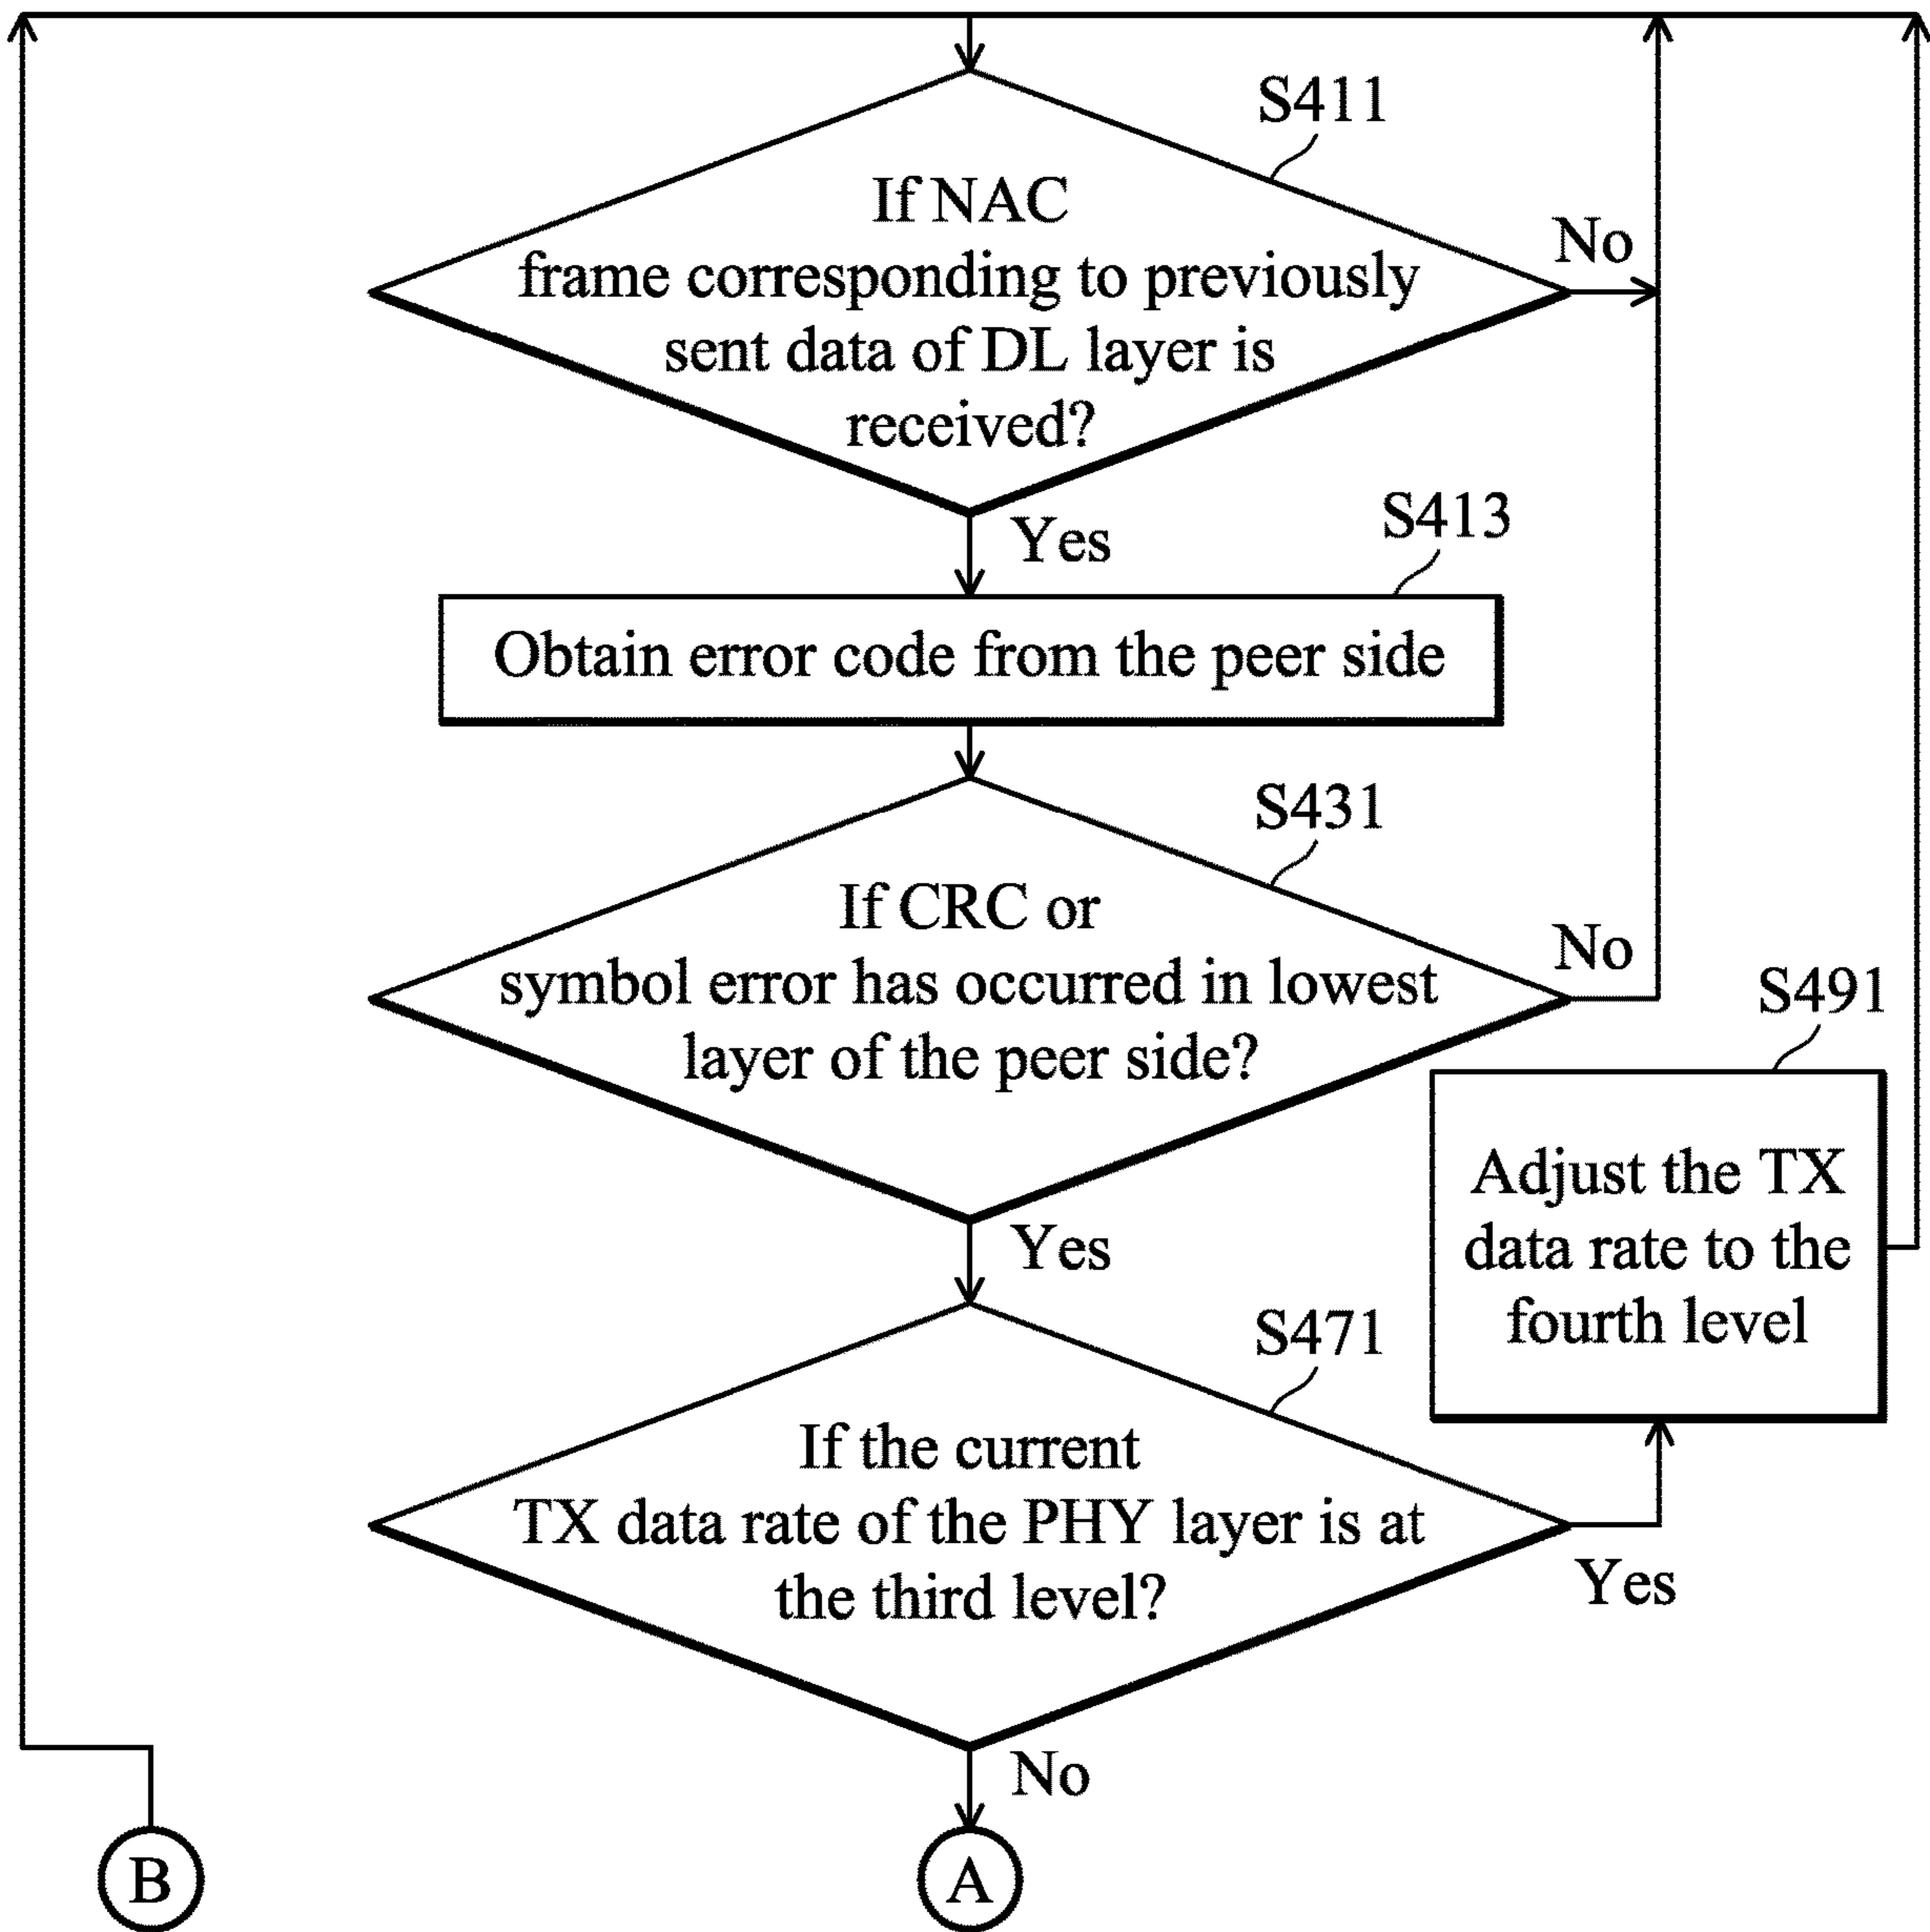 S411
If NAC
frame corresponding to previously
sent data of DL layer is
received?
No
Yes
S413
Obtain error code from the peer side
S431
If CRC or
symbol error has occurred in lowest
layer of the peer side?
No
Yes
S491
Adjust the TX
data rate to the
fourth level
S471
If the current
TX data rate of the PHY layer is at
the third level?
Yes
No
B
A